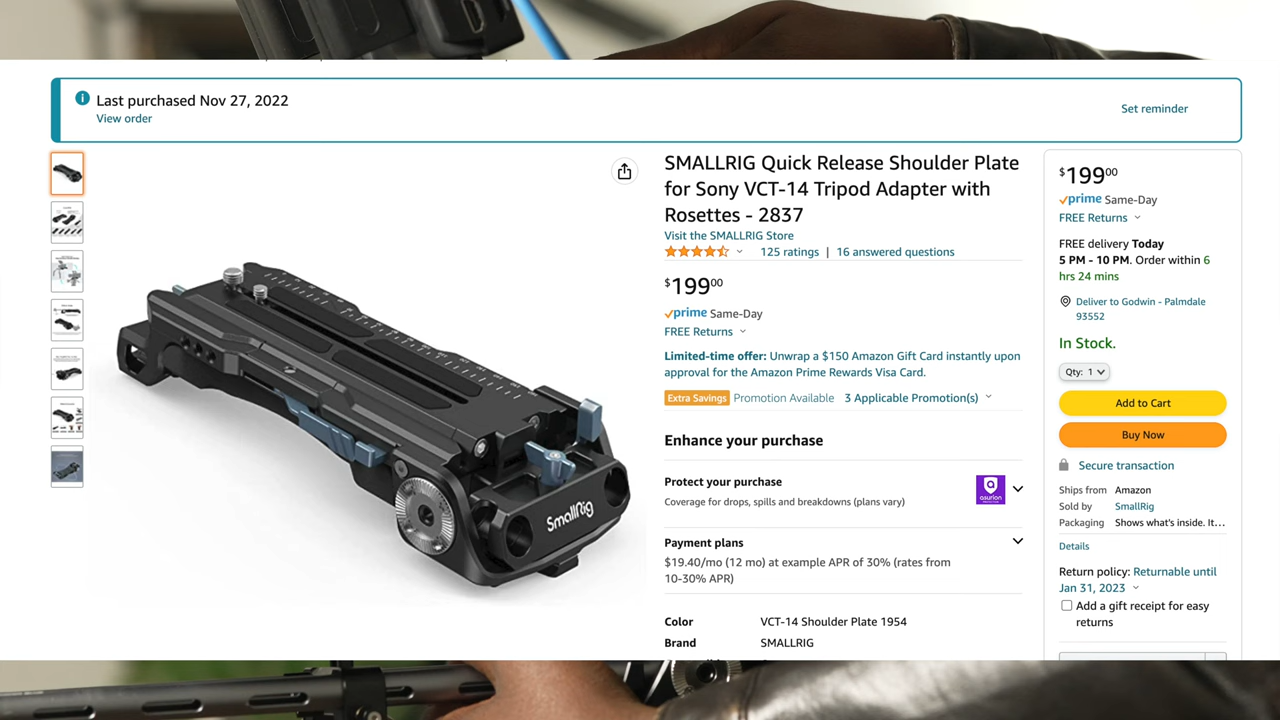 Last purchased Nov 27, 2022
View order
Set reminder
SMALLRIG Quick Release Shoulder Plate
for Sony VCT-14 Tripod Adapter with
Rosettes - 2837
Visit the SMALLRIG Store
125 ratings | 16 answered questions
$199 00
prime Same-Day
FREE Returns
Limited-time offer: Unwrap a $150 Amazon Gift Card instantly upon
approval for the Amazon Prime Rewards Visa Card.
Extra Savings Promotion Available 3 Applicable Promotion(s)
Enhance your purchase
Protect your purchase
Coverage for drops, spills and breakdowns (plans vary)
asurion
Payment plans
$19.40/mo (12 mo) at example APR of 30% (rates from
10-30% APR)
Color VCT-14 Shoulder Plate 1954
Brand SMALLRIG
SmallRig
$199 00
prime Same-Day
FREE Returns
FREE delivery Today
5 PM - 10 PM. Order within 6
hrs 24 mins
Deliver to Godwin - Palmdale
93552
In Stock.
Qty: 1
Add to Cart
Buy Now
Secure transaction
Ships from Amazon
Sold by SmallRig
Packaging Shows what's inside. It...
Details
Return policy: Returnable until
Jan 31, 2023
Add a gift receipt for easy
returns